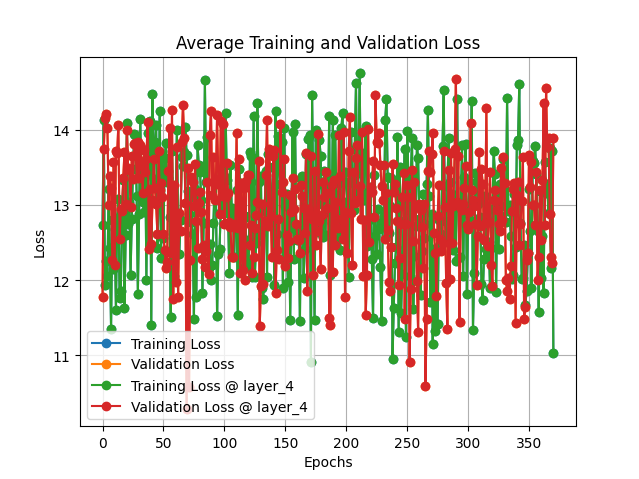 Average Training and Validation Loss
Loss
14
13
12
11
Training Loss
Validation Loss
Training Loss @ layer_4
Validation Loss @ layer_4
0 50 100 150 200 250 300 350
Epochs